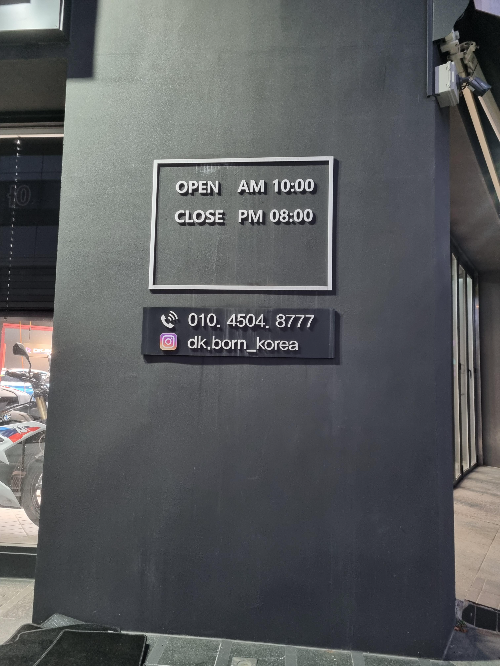 OPEN AM 10:00
CLOSE PM 08:00
010. 4504. 8777
dk.born_korea